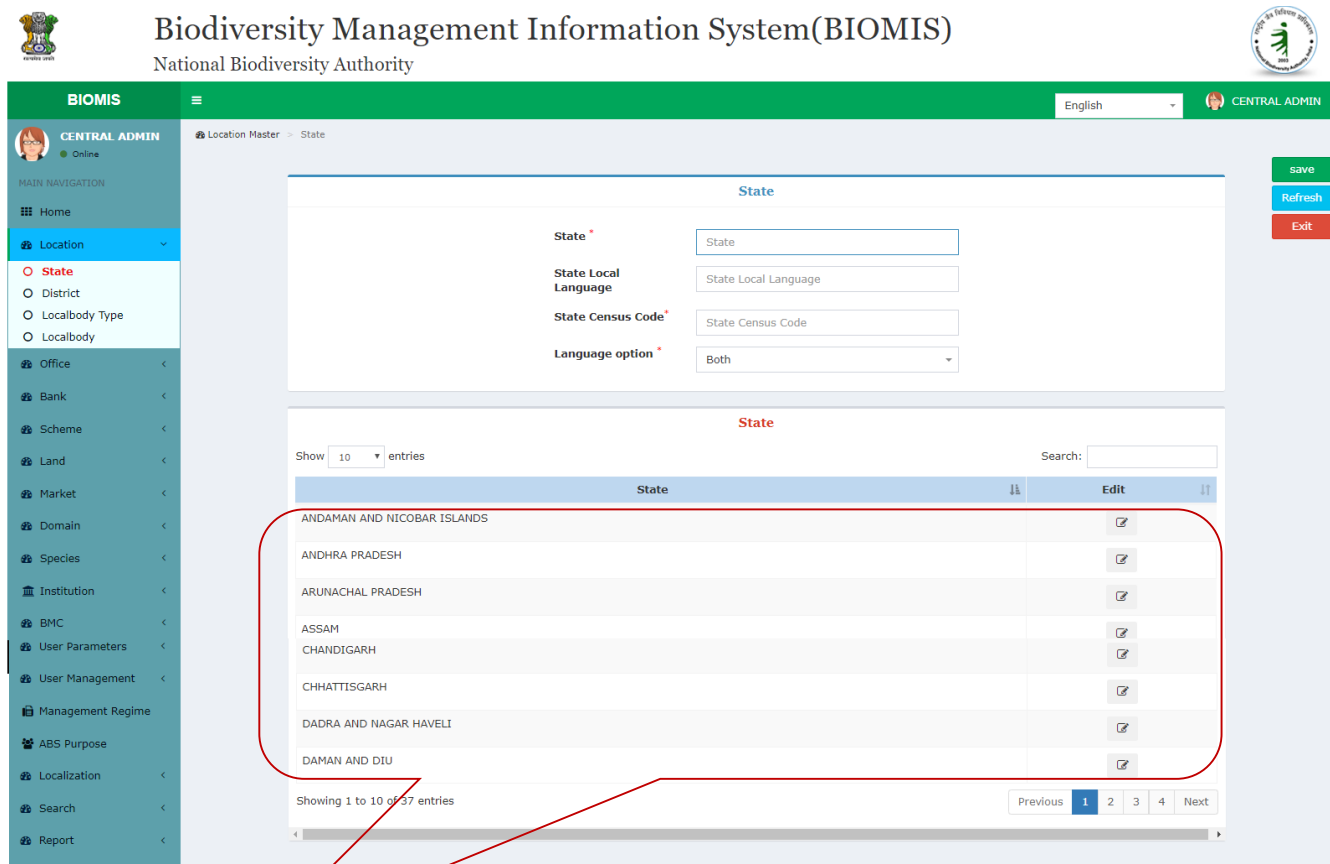 Biodiversity Management Information System(BIOMIS)
National Biodiversity Authority
BIOMIS
English
CENTRAL ADMIN
CENTRAL ADMIN
Online
Location Master > State
MAIN NAVIGATION
Home
Location
State
District
Localbody Type
Localbody
Office
Bank
Scheme
Land
Market
Domain
Species
Institution
BMC
User Parameters
User Management
Management Regime
ABS Purpose
Localization
Search
Report
save
Refresh
Exit
State
State *
State
State Local
Language
State Local Language
State Census Code*
State Census Code
Language option *
Both
State
Show 10 entries
Search:
State
Edit
ANDAMAN AND NICOBAR ISLANDS
ANDHRA PRADESH
ARUNACHAL PRADESH
ASSAM
CHANDIGARH
CHHATTISGARH
DADRA AND NAGAR HAVELI
DAMAN AND DIU
Showing 1 to 10 of 37 entries
Previous 1 2 3 4 Next